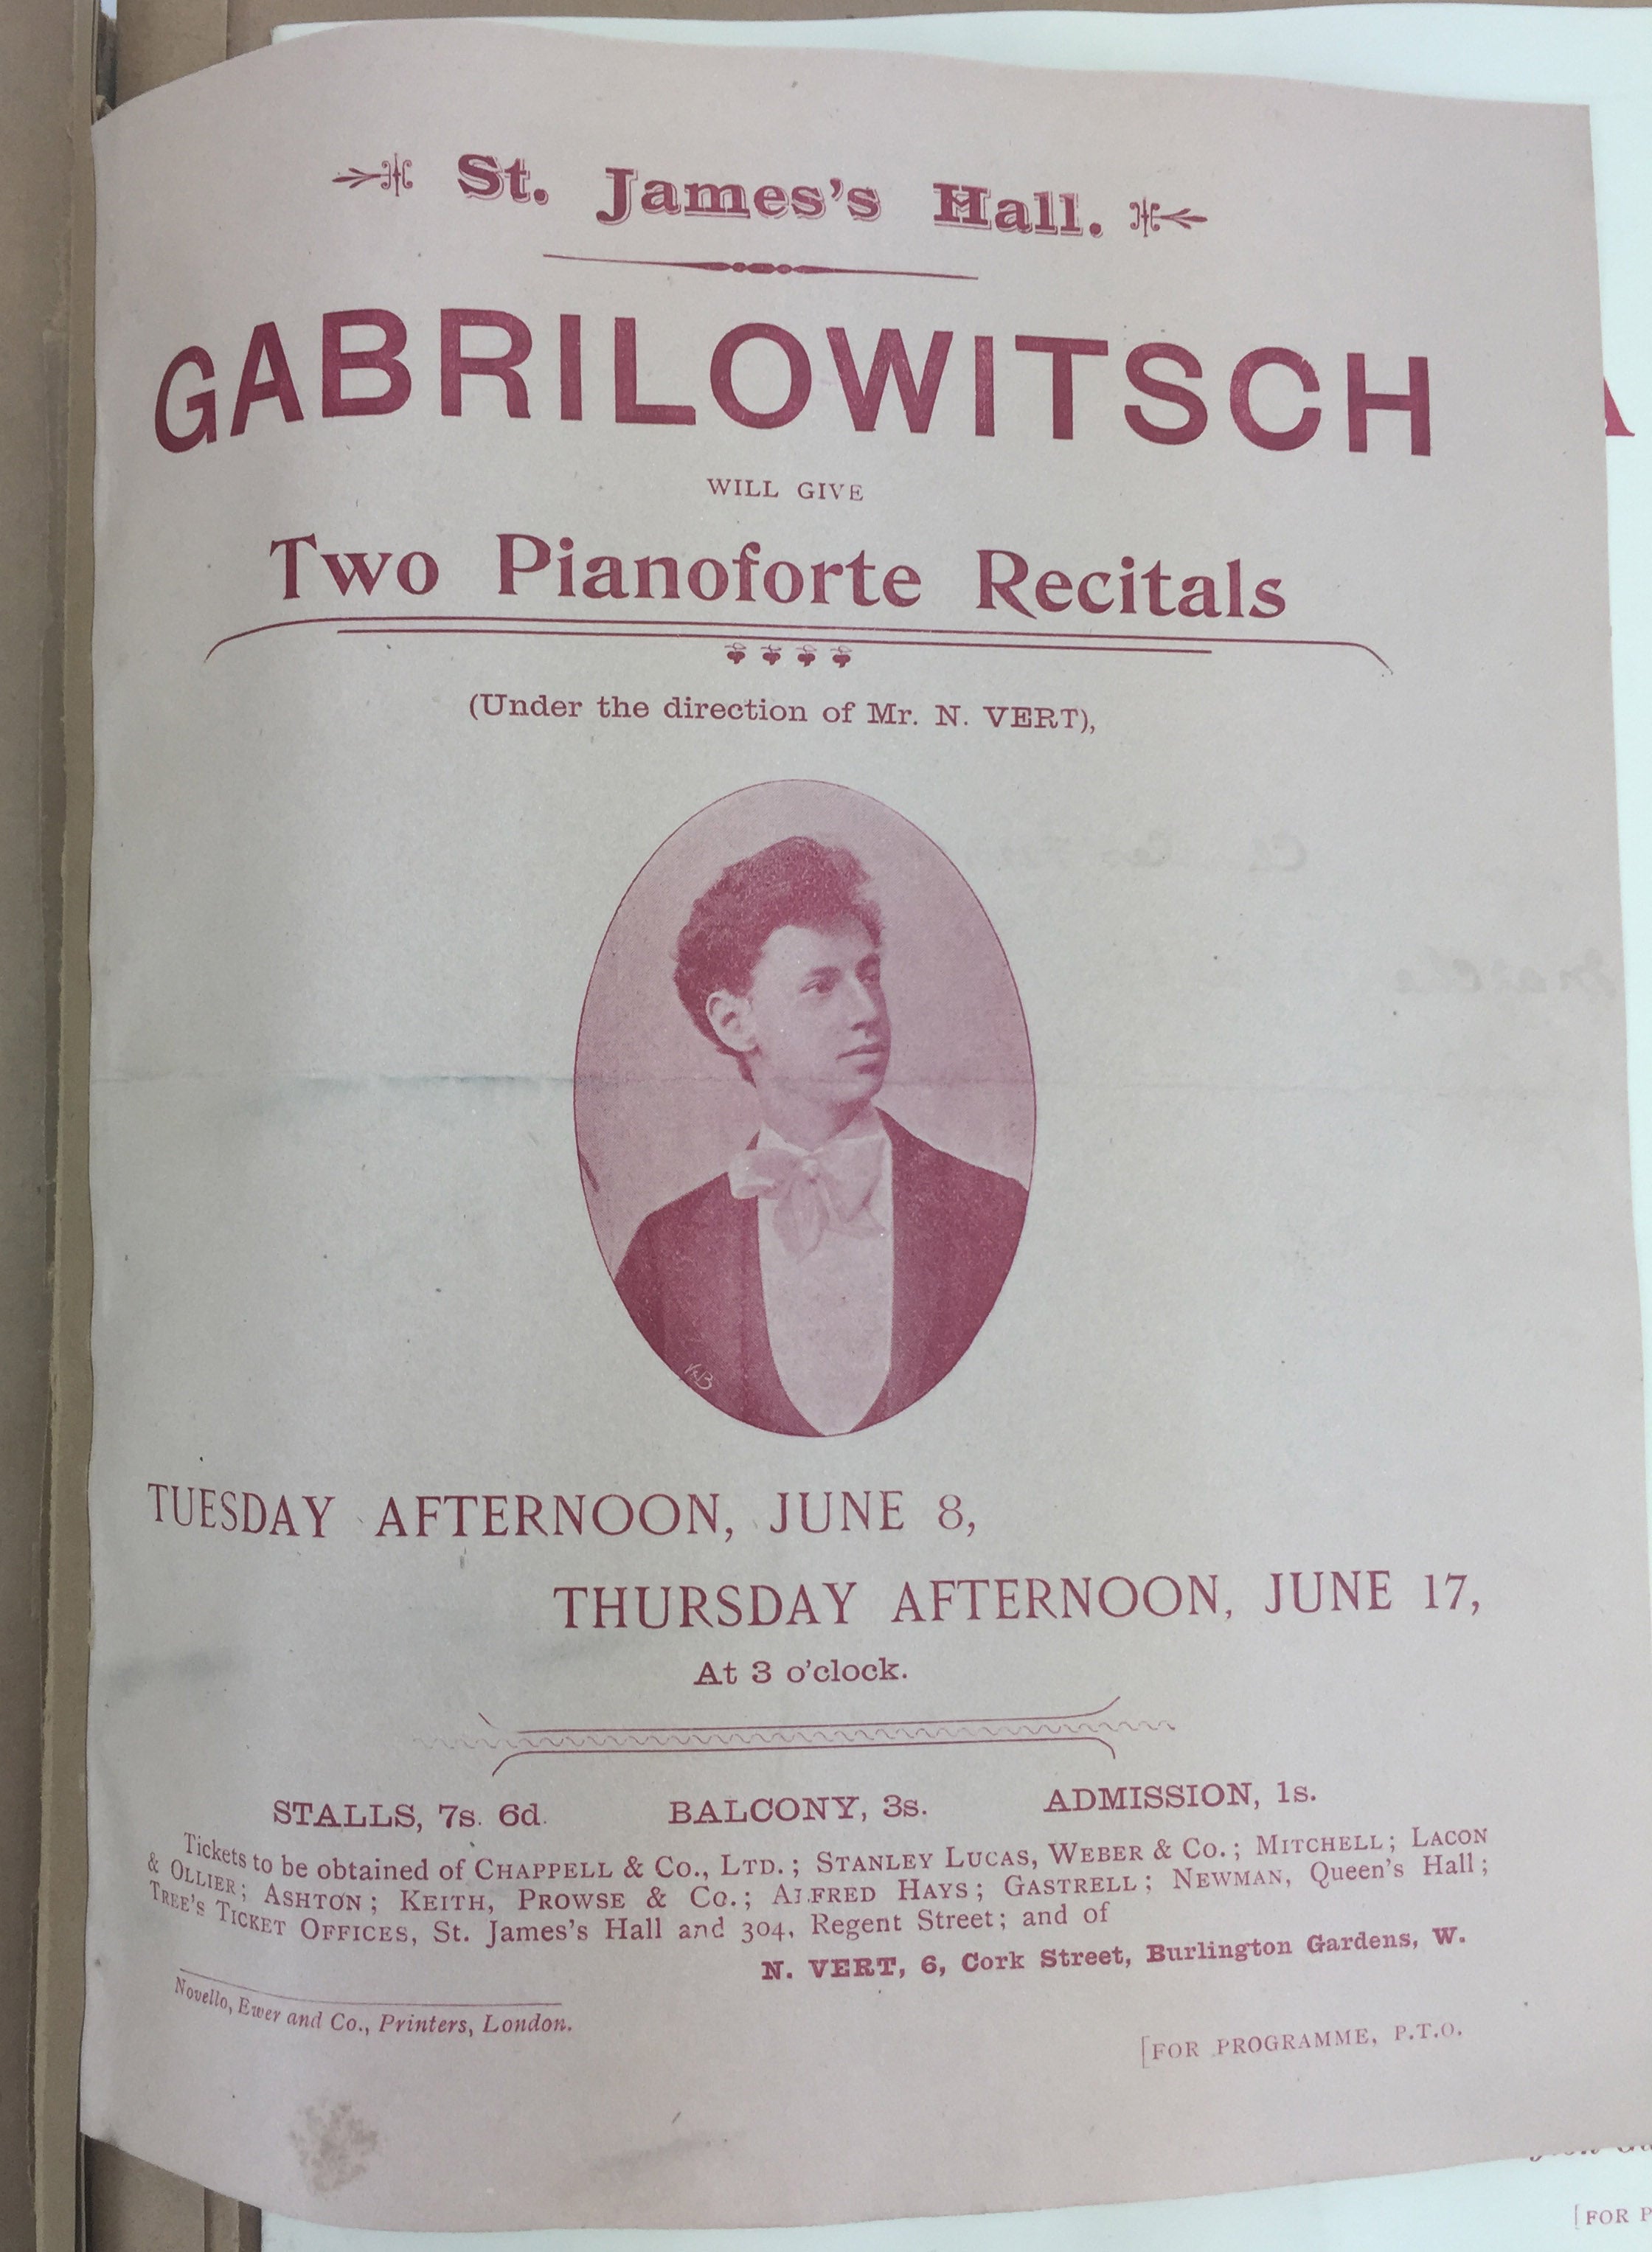 St. James's Hall.
GABRILOWITSCH
WILL GIVE
Two Pianoforte Recitals
(Under the direction of Mr. N. VERT),
TUESDAY AFTERNOON, JUNE 8,
THURSDAY AFTERNOON, JUNE 17,
At 3 o'clock.
STALLS, 7s. 6d. BALCONY, 3s. ADMISSION, 1s.
Tickets to be obtained of CHAPPELL & Co., LTD.; STANLEY LUCAS, WEBER & Co.; MITCHELL; LACON
& OLLIER; ASHTON; KEITH, PROWSE & Co.; ALFRED HAYS; GASTRELL; NEWMAN, Queen's Hall;
TREE'S TICKET OFFICES, St. James's Hall and 304, Regent Street; and of
N. VERT, 6, Cork Street, Burlington Gardens, W.
Novello, Ewer and Co., Printers, London.
[FOR PROGRAMME, P.T.O.
[FOR P